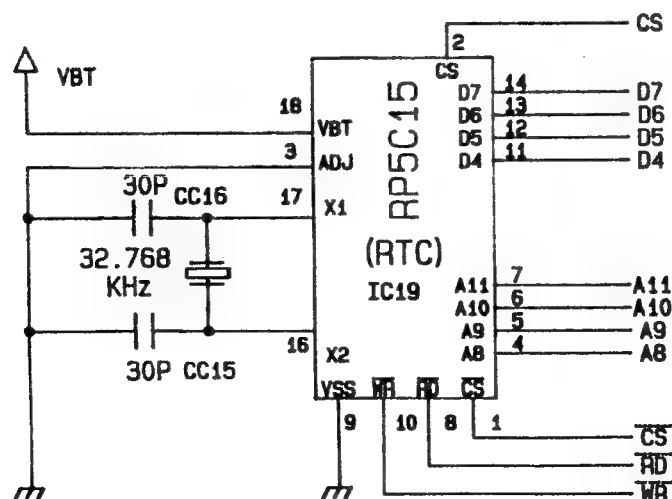 CS
2
VBT
CS
18
VBT
D7 14 D7
D6 13 D6
D5 12 D5
D4 11 D4
3
ADJ
RP5C15
30P CC16
17
X1
32.768
KHz
(RTC)
IC19
A11 7 A11
A10 6 A10
A9 5 A9
A8 4 A8
16
X2
30P CC15
VSS WR RD CS
9 10 8 1
CS
RD
WR